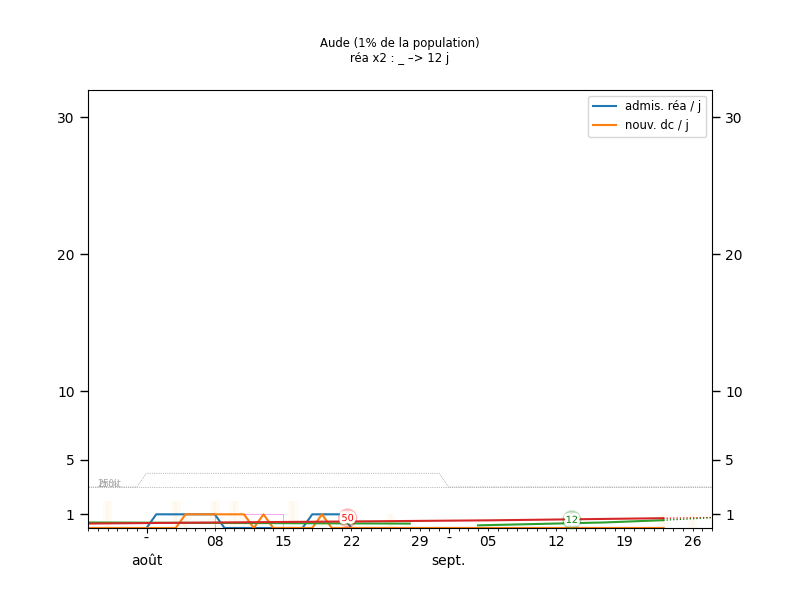 Aude (1% de la population)
réa x2 : _ –> 12 j
admis. réa / j
nouv. dc / j
30
30
20
20
10
10
5
5
1
1
50
12
- 08 15 22 29 - 05 12 19 26
août sept.